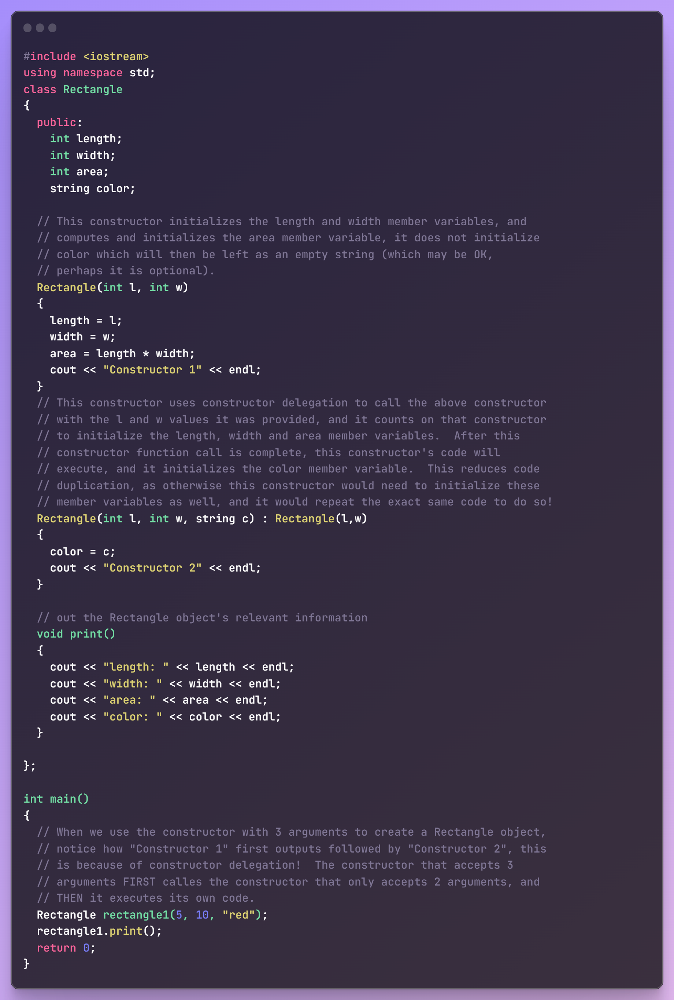 #include <iostream>
using namespace std;
class Rectangle
{
  public:
    int length;
    int width;
    int area;
    string color;

  // This constructor initializes the length and width member variables, and
  // computes and initializes the area member variable, it does not initialize
  // color which will then be left as an empty string (which may be OK,
  // perhaps it is optional).
  Rectangle(int l, int w)
  {
    length = l;
    width = w;
    area = length * width;
    cout << "Constructor 1" << endl;
  }
  // This constructor uses constructor delegation to call the above constructor
  // with the l and w values it was provided, and it counts on that constructor
  // to initialize the length, width and area member variables.  After this
  // constructor function call is complete, this constructor's code will
  // execute, and it initializes the color member variable.  This reduces code
  // duplication, as otherwise this constructor would need to initialize these
  // member variables as well, and it would repeat the exact same code to do so!
  Rectangle(int l, int w, string c) : Rectangle(l,w)
  {
    color = c;
    cout << "Constructor 2" << endl;
  }

  // out the Rectangle object's relevant information
  void print()
  {
    cout << "length: " << length << endl;
    cout << "width: " << width << endl;
    cout << "area: " << area << endl;
    cout << "color: " << color << endl;
  }

};

int main()
{
  // When we use the constructor with 3 arguments to create a Rectangle object,
  // notice how "Constructor 1" first outputs followed by "Constructor 2", this
  // is because of constructor delegation!  The constructor that accepts 3
  // arguments FIRST calles the constructor that only accepts 2 arguments, and
  // THEN it executes its own code.
  Rectangle rectangle1(5, 10, "red");
  rectangle1.print();
  return 0;
}